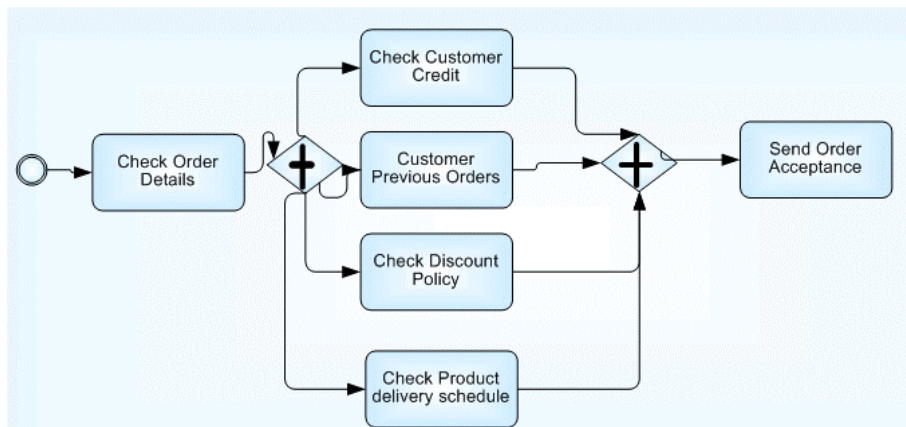 Check Order
Details
Check Customer
Credit
Customer
Previous Orders
Check Discount
Policy
Check Product
delivery schedule
Send Order
Acceptance